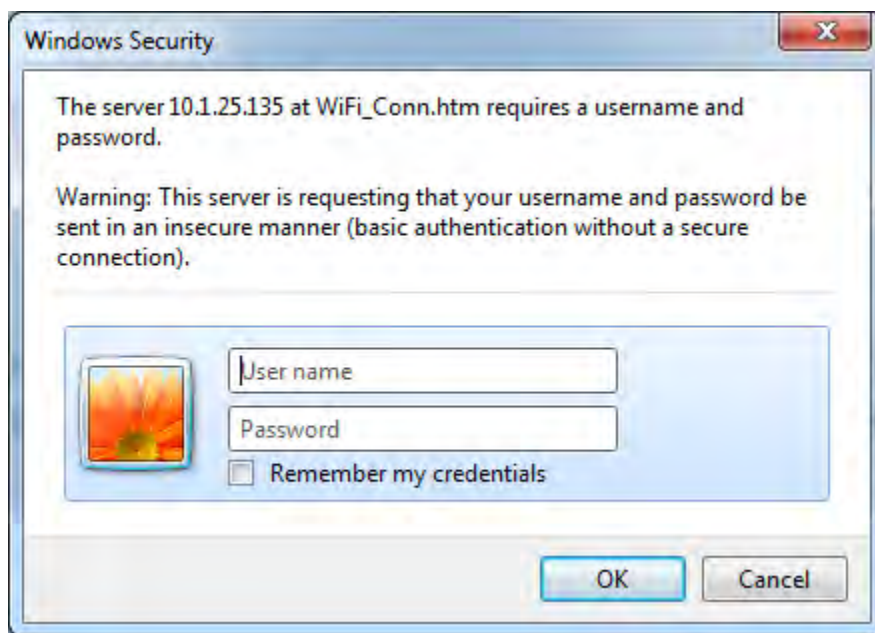 Windows Security
The server 10.1.25.135 at WiFi_Conn.htm requires a username and
password.
Warning: This server is requesting that your username and password be
sent in an insecure manner (basic authentication without a secure
connection).
User name
Password
Remember my credentials
OK
Cancel